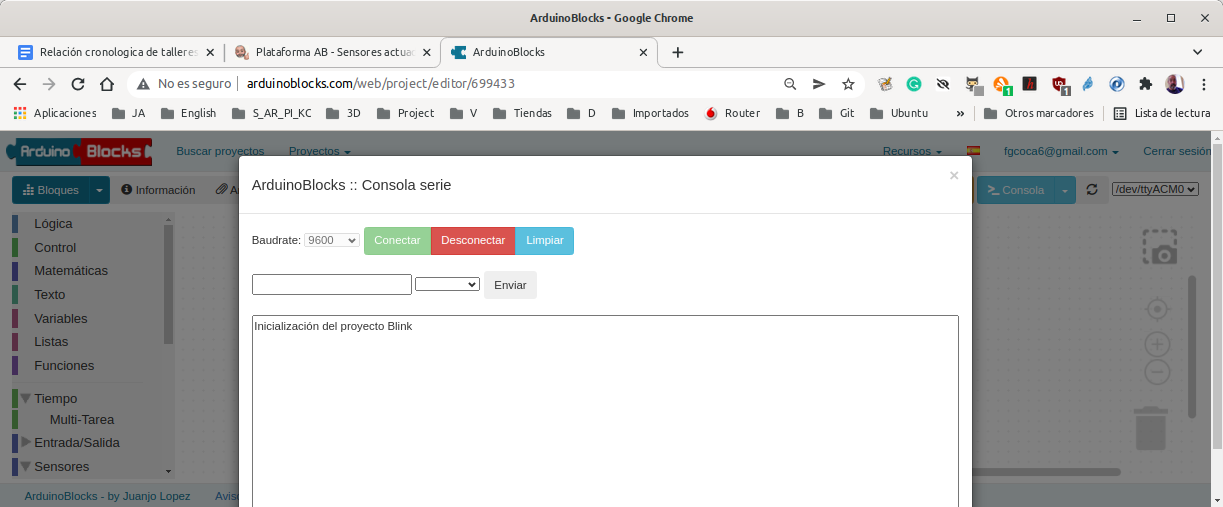 ArduinoBlocks - Google Chrome
Relación cronologica de talleres
Plataforma AB - Sensores actuad
ArduinoBlocks
No es seguro
arduinoblocks.com/web/project/editor/699433
Aplicaciones
JA
English
S_AR_PI_KC
3D
Project
V
Tiendas
D
Importados
Router
B
Git
Ubuntu
»
Otros marcadores
Lista de lectura
Arduino Blocks
Buscar proyectos
Proyectos
Recursos
fgcoca6@gmail.com
Cerrar sesión
ArduinoBlocks :: Consola serie
×
Bloques
Información
Consola
/dev/ttyACM0
Lógica
Control
Matemáticas
Texto
Variables
Listas
Funciones
Tiempo
Multi-Tarea
Entrada/Salida
Sensores
Baudrate: 9600 Conectar Desconectar Limpiar
Enviar
Inicialización del proyecto Blink
ArduinoBlocks - by Juanjo Lopez
Aviso